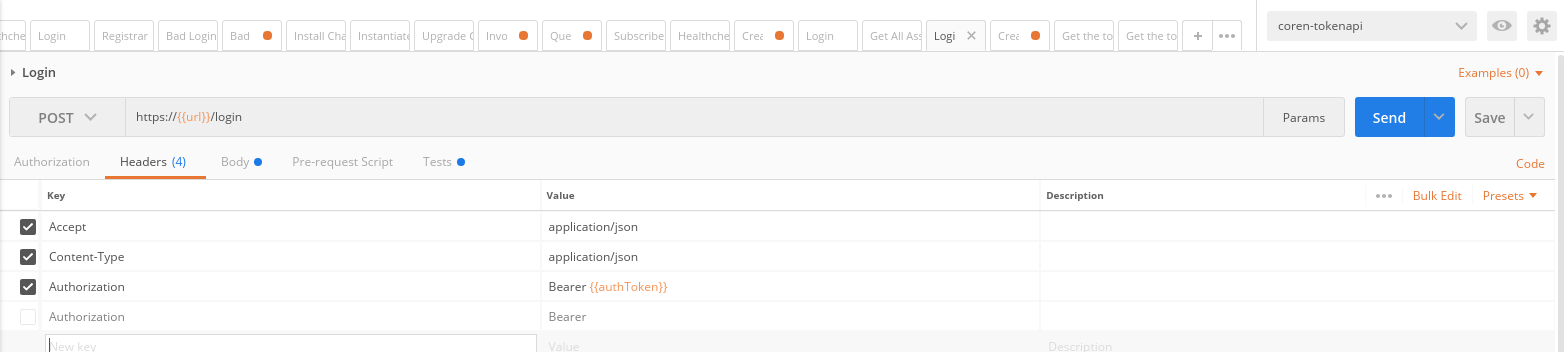 thche Login Registrar Bad Login Bad Install Cha Instantiate Upgrade C Invo Que Subscribe Healthche Crea Login Get All Ass Logi × Crea Get the to Get the to + ••• coren-tokenapi
Login Examples (0)
POST https://{{url}}/login Params Send Save
Authorization Headers (4) Body Pre-request Script Tests Code
Key Value Description ••• Bulk Edit Presets
Accept application/json
Content-Type application/json
Authorization Bearer {{authToken}}
Authorization Bearer
New key Value Description